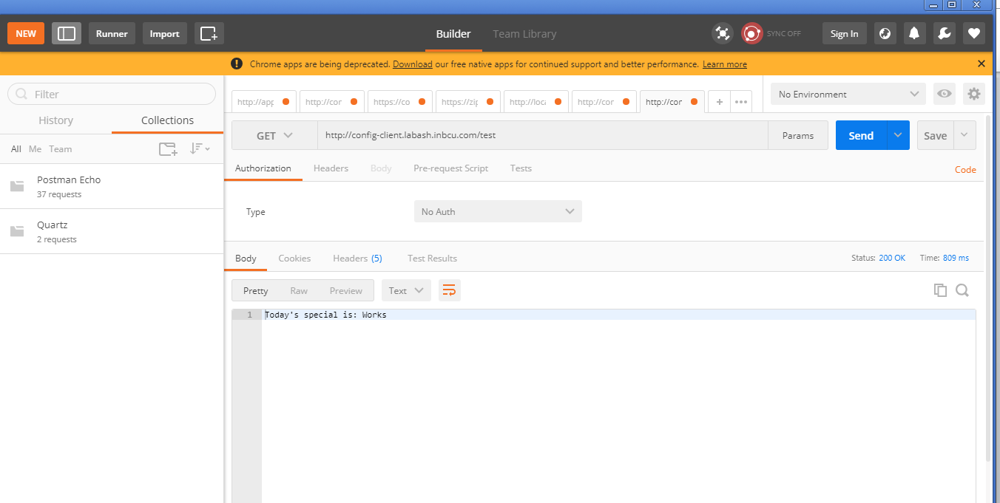 NEW Runner Import Builder Team Library SYNC OFF Sign In
Chrome apps are being deprecated. Download our free native apps for continued support and better performance. Learn more
Filter
History Collections
All Me Team
Postman Echo
37 requests
Quartz
2 requests
http://app http://cor https://co https://zip http://loca http://cor http://cor + ••• No Environment
GET http://config-client.labash.inbcu.com/test Params Send Save
Authorization Headers Body Pre-request Script Tests Code
Type No Auth
Body Cookies Headers (5) Test Results Status: 200 OK Time: 809 ms
Pretty Raw Preview Text
1 Today's special is: Works